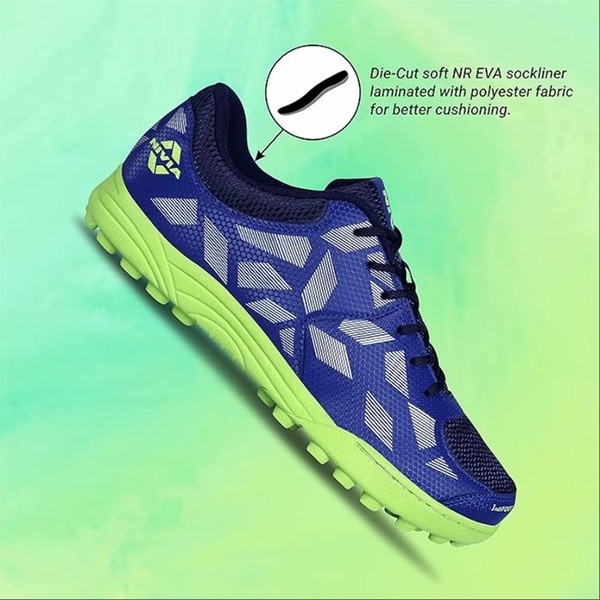 Die-Cut soft NR EVA sockliner
laminated with polyester fabric
for better cushioning.
NIVIA